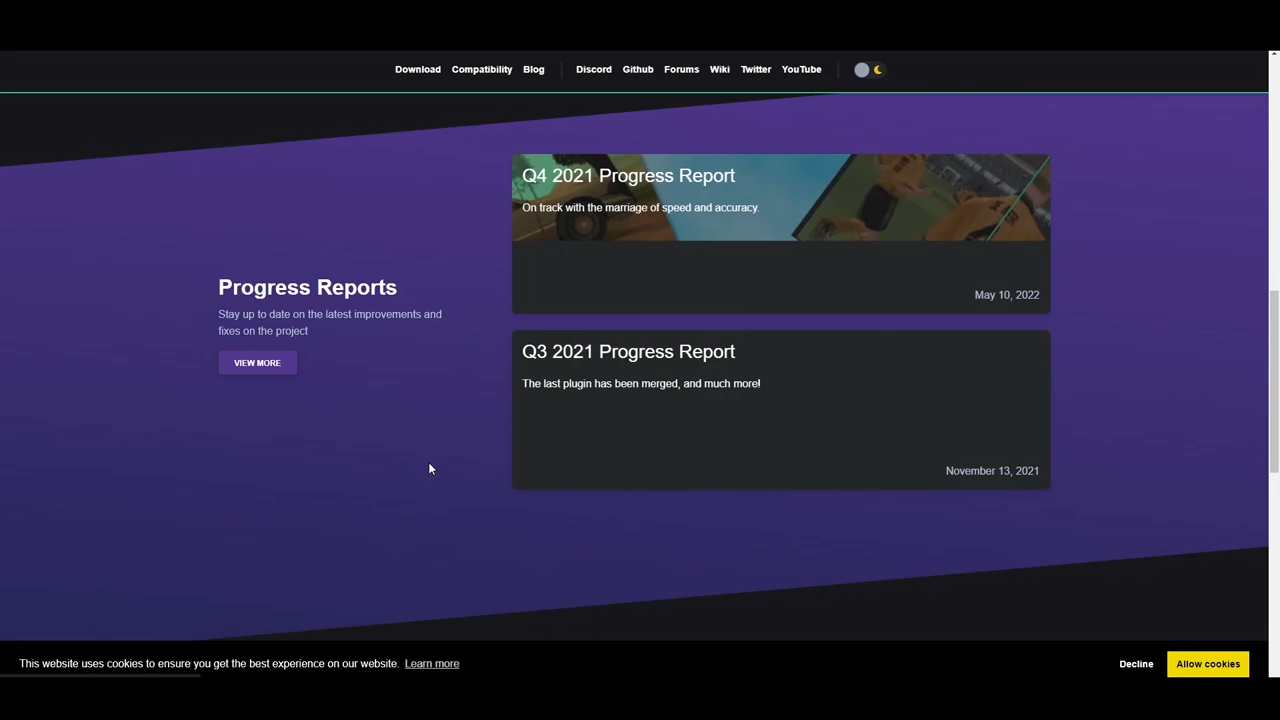 Download Compatibility Blog Discord Github Forums Wiki Twitter YouTube
Progress Reports
Stay up to date on the latest improvements and
fixes on the project
VIEW MORE
Q4 2021 Progress Report
On track with the marriage of speed and accuracy.
May 10, 2022
Q3 2021 Progress Report
The last plugin has been merged, and much more!
November 13, 2021
This website uses cookies to ensure you get the best experience on our website. Learn more
Decline
Allow cookies